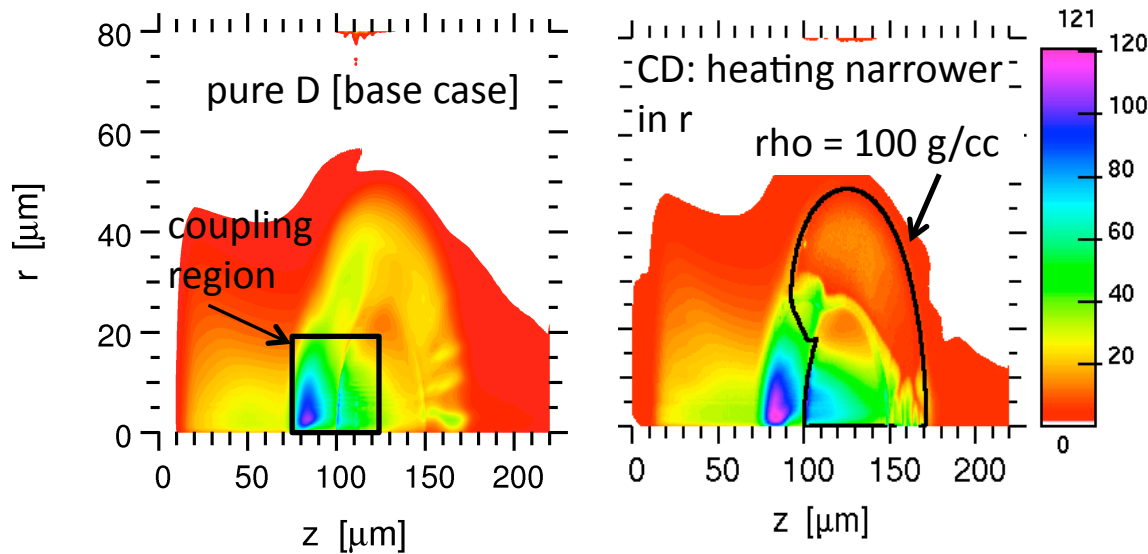 pure D [base case]
coupling
region
r [μm]
80
60
40
20
0
0
50
100
150
200
z [μm]
CD: heating narrower
in r
rho = 100 g/cc
0
50
100
150
200
z [μm]
121
120
100
80
60
40
20
0